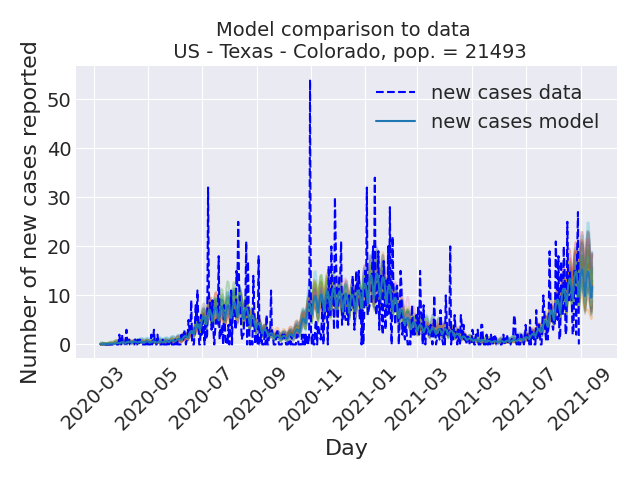 Model comparison to data
US - Texas - Colorado, pop. = 21493
Number of new cases reported
50
40
30
20
10
0
new cases data
new cases model
2020-03
2020-05
2020-07
2020-09
2020-11
2021-01
2021-03
2021-05
2021-07
2021-09
Day